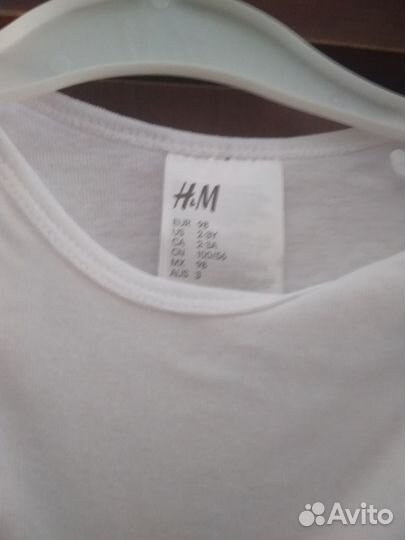 H&M
EUR 98
US 2-3Y
CA 2-3A
CN 100/56
MX 98
AUS 3
Avito